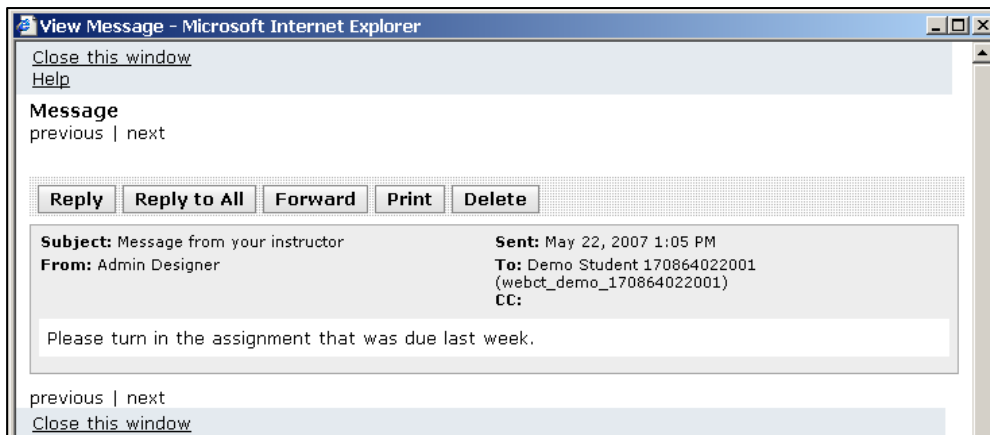 View Message - Microsoft Internet Explorer
Close this window
Help
Message
previous | next
Reply Reply to All Forward Print Delete
Subject: Message from your instructor
Sent: May 22, 2007 1:05 PM
From: Admin Designer
To: Demo Student 170864022001
(webct_demo_170864022001)
CC:
Please turn in the assignment that was due last week.
previous | next
Close this window